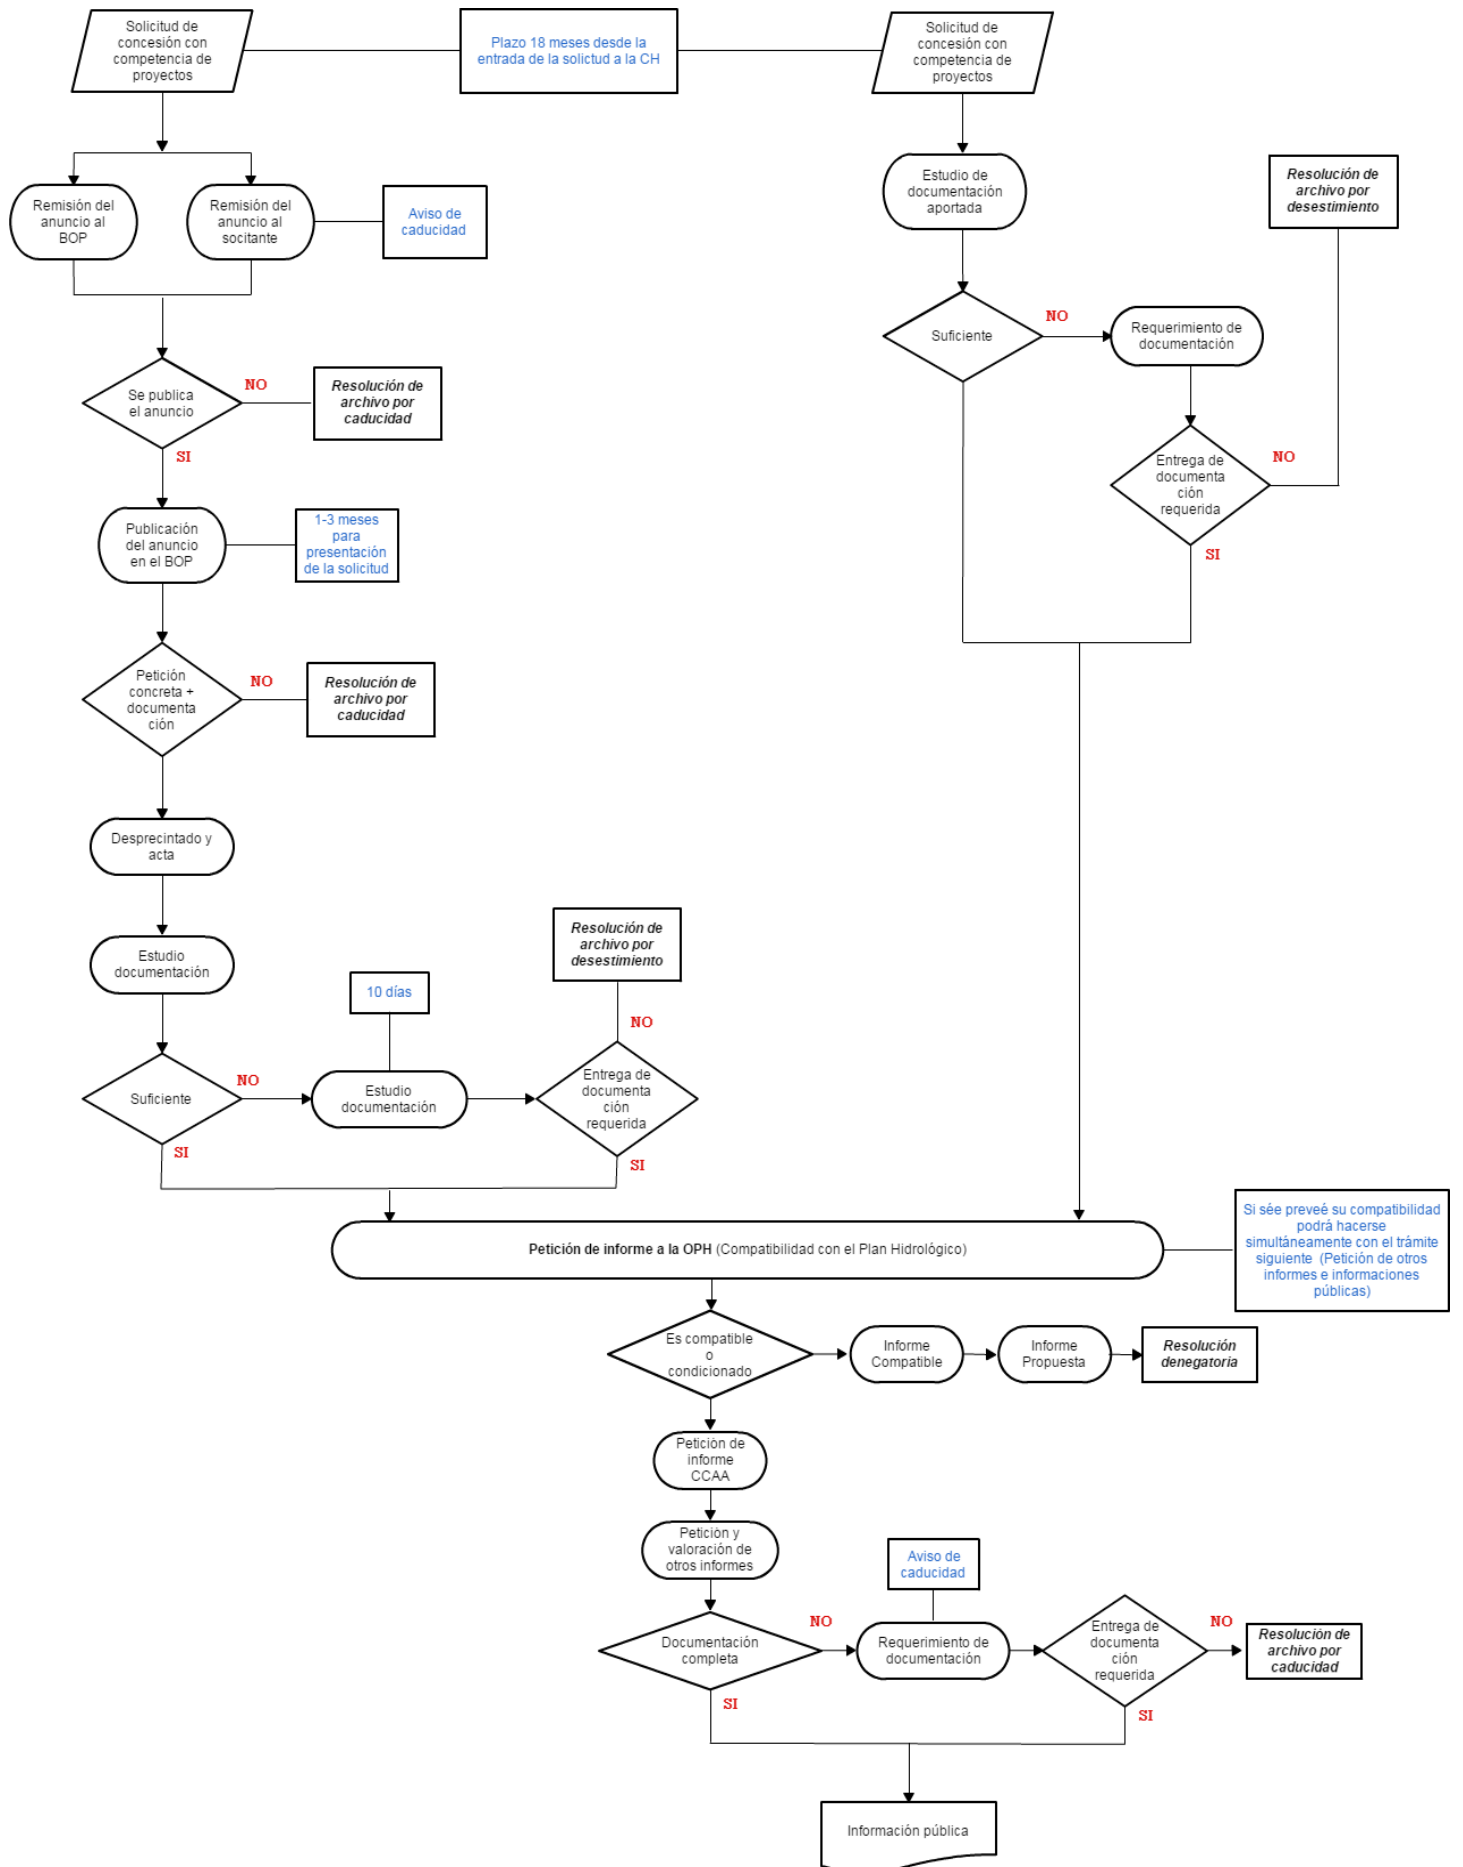 Solicitud de
concesión con
competencia de
proyectos
Plazo 18 meses desde la
entrada de la solictud a la CH
Solicitud de
concesión con
competencia de
proyectos
Remisión del
anuncio al
BOP
Remisión del
anuncio al
socitante
Aviso de
caducidad
Estudio de
documentación
aportada
Resolución de
archivo por
desestimiento
Suficiente
NO
Requerimiento de
documentación
Se publica
el anuncio
NO
Resolución de
archivo por
caducidad
SI
Entrega de
documenta
ción
requerida
NO
SI
Publicación
del anuncio
en el BOP
1-3 meses
para
presentación
de la solicitud
Petición
concreta +
documenta
ción
NO
Resolución de
archivo por
caducidad
Desprecintado y
acta
Estudio
documentación
10 días
Resolución de
archivo por
desestimiento
NO
Suficiente
NO
Estudio
documentación
Entrega de
documenta
ción
requerida
SI
SI
Petición de informe a la OPH (Compatibilidad con el Plan Hidrológico)
Si sée preveé su compatibilidad
podrá hacerse
simultáneamente con el trámite
siguiente (Petición de otros
informes e informaciones
públicas)
Es compatible
o
condicionado
Informe
Compatible
Informe
Propuesta
Resolución
denegatoria
Petición de
informe
CCAA
Petición y
valoración de
otros informes
Aviso de
caducidad
Documentación
completa
NO
Requerimiento de
documentación
Entrega de
documenta
ción
requerida
NO
Resolución de
archivo por
caducidad
SI
SI
Información pública